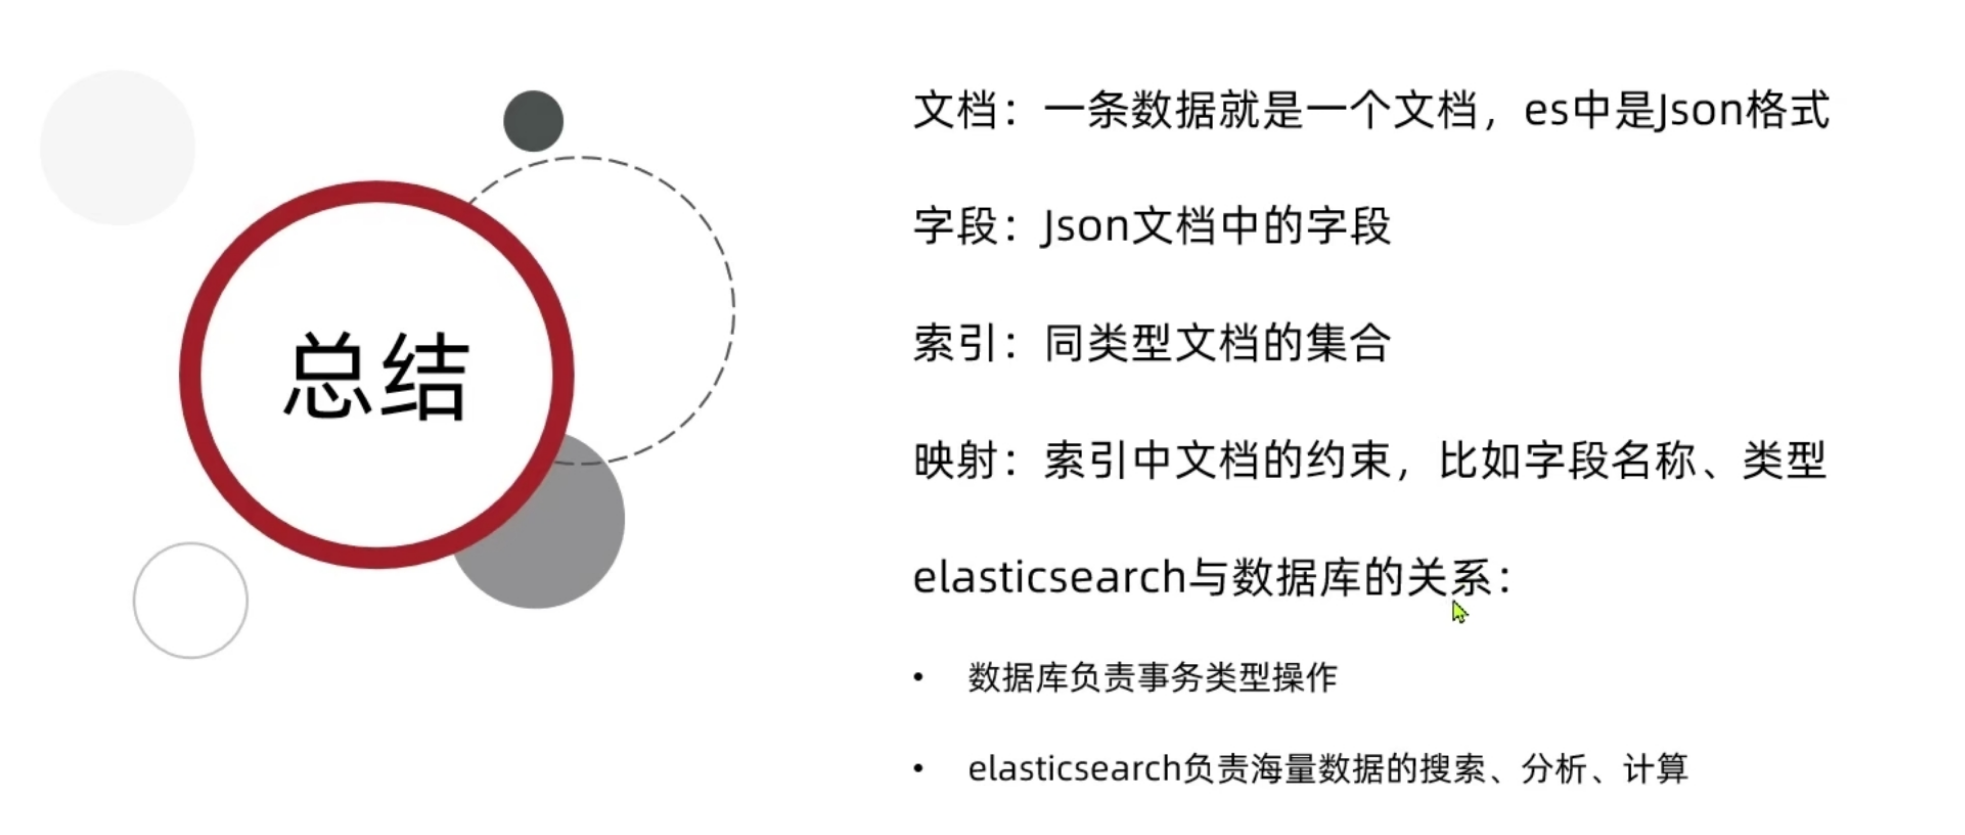 总结
文档：一条数据就是一个文档，es中是Json格式
字段：Json文档中的字段
索引：同类型文档的集合
映射：索引中文档的约束，比如字段名称、类型
elasticsearch与数据库的关系：
• 数据库负责事务类型操作
• elasticsearch负责海量数据的搜索、分析、计算